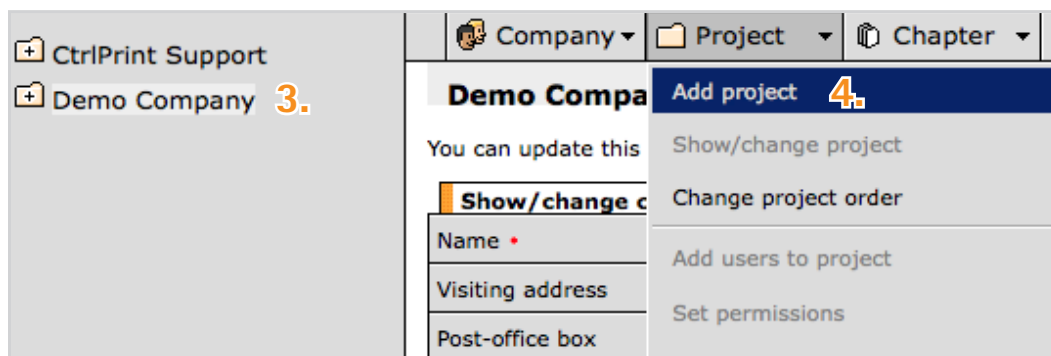 CtrlPrint Support
Demo Company 3.
Company Project Chapter
Demo Compa
You can update this
Show/change c
Name •
Visiting address
Post-office box
Add project 4.
Show/change project
Change project order
Add users to project
Set permissions